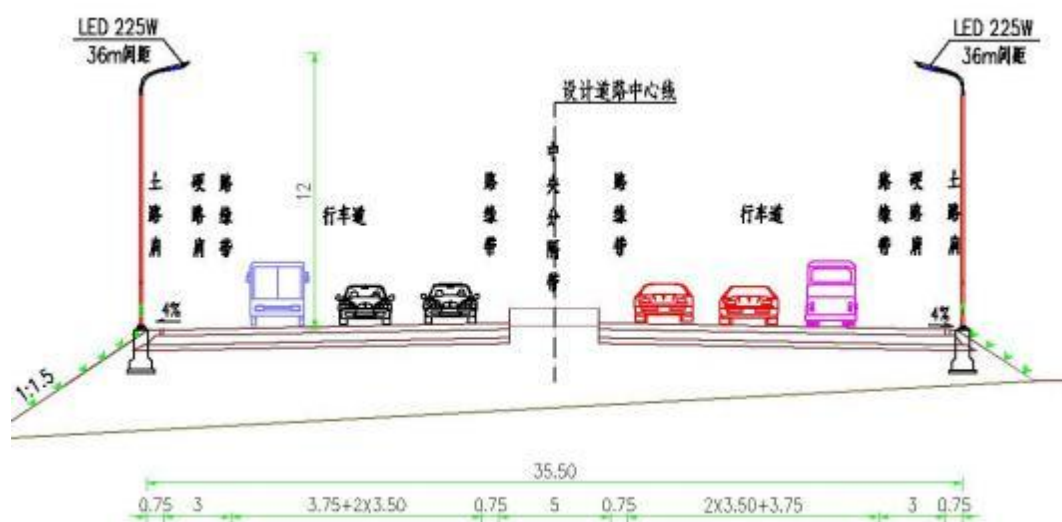 LED 225W
36m间距
LED 225W
36m间距
设计道路中心线
12
土路肩
硬路肩
路缘带
行车道
路缘带
中央分隔带
路缘带
行车道
路缘带
硬路肩
土路肩
4%
4%
1:1.5
35.50
0.75 3 3.75+2X3.50 0.75 5 0.75 2X3.50+3.75 3 0.75